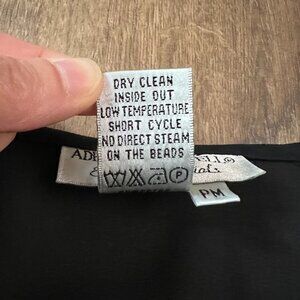 DRY CLEAN
INSIDE OUT
LOW TEMPERATURE
SHORT CYCLE
NO DIRECT STEAM
ON THE BEADS
P
PM